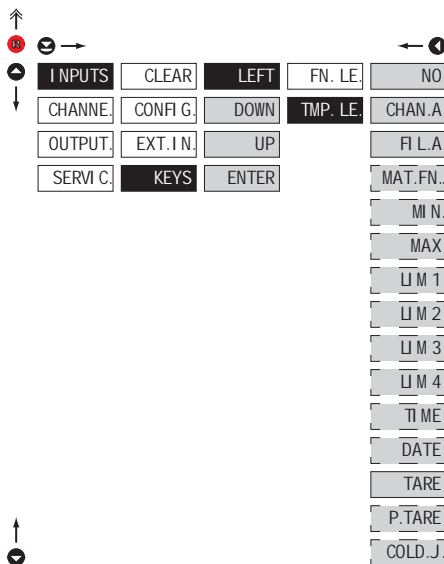 R
INPUTS CLEAR LEFT FN. LE. NO
CHANNE. CONFIG. DOWN TMP. LE. CHAN.A
OUTPUT. EXT.IN. UP FIL.A
SERVIC. KEYS ENTER MAT.FN.
MIN.
MAX
LIM 1
LIM 2
LIM 3
LIM 4
TIME
DATE
TARE
P.TARE
COLD.J.